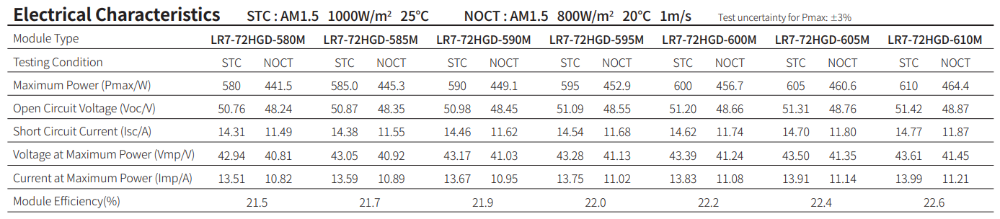 Electrical Characteristics STC : AM1.5 1000W/m² 25°C NOCT : AM1.5 800W/m² 20°C 1m/s Test uncertainty for Pmax: ±3%
Module Type LR7-72HGD-580M LR7-72HGD-585M LR7-72HGD-590M LR7-72HGD-595M LR7-72HGD-600M LR7-72HGD-605M LR7-72HGD-610M
Testing Condition STC NOCT STC NOCT STC NOCT STC NOCT STC NOCT STC NOCT STC NOCT
Maximum Power (Pmax/W) 580 441.5 585.0 445.3 590 449.1 595 452.9 600 456.7 605 460.6 610 464.4
Open Circuit Voltage (Voc/V) 50.76 48.24 50.87 48.35 50.98 48.45 51.09 48.55 51.20 48.66 51.31 48.76 51.42 48.87
Short Circuit Current (Isc/A) 14.31 11.49 14.38 11.55 14.46 11.62 14.54 11.68 14.62 11.74 14.70 11.80 14.77 11.87
Voltage at Maximum Power (Vmp/V) 42.94 40.81 43.05 40.92 43.17 41.03 43.28 41.13 43.39 41.24 43.50 41.35 43.61 41.45
Current at Maximum Power (Imp/A) 13.51 10.82 13.59 10.89 13.67 10.95 13.75 11.02 13.83 11.08 13.91 11.14 13.99 11.21
Module Efficiency(%) 21.5 21.7 21.9 22.0 22.2 22.4 22.6